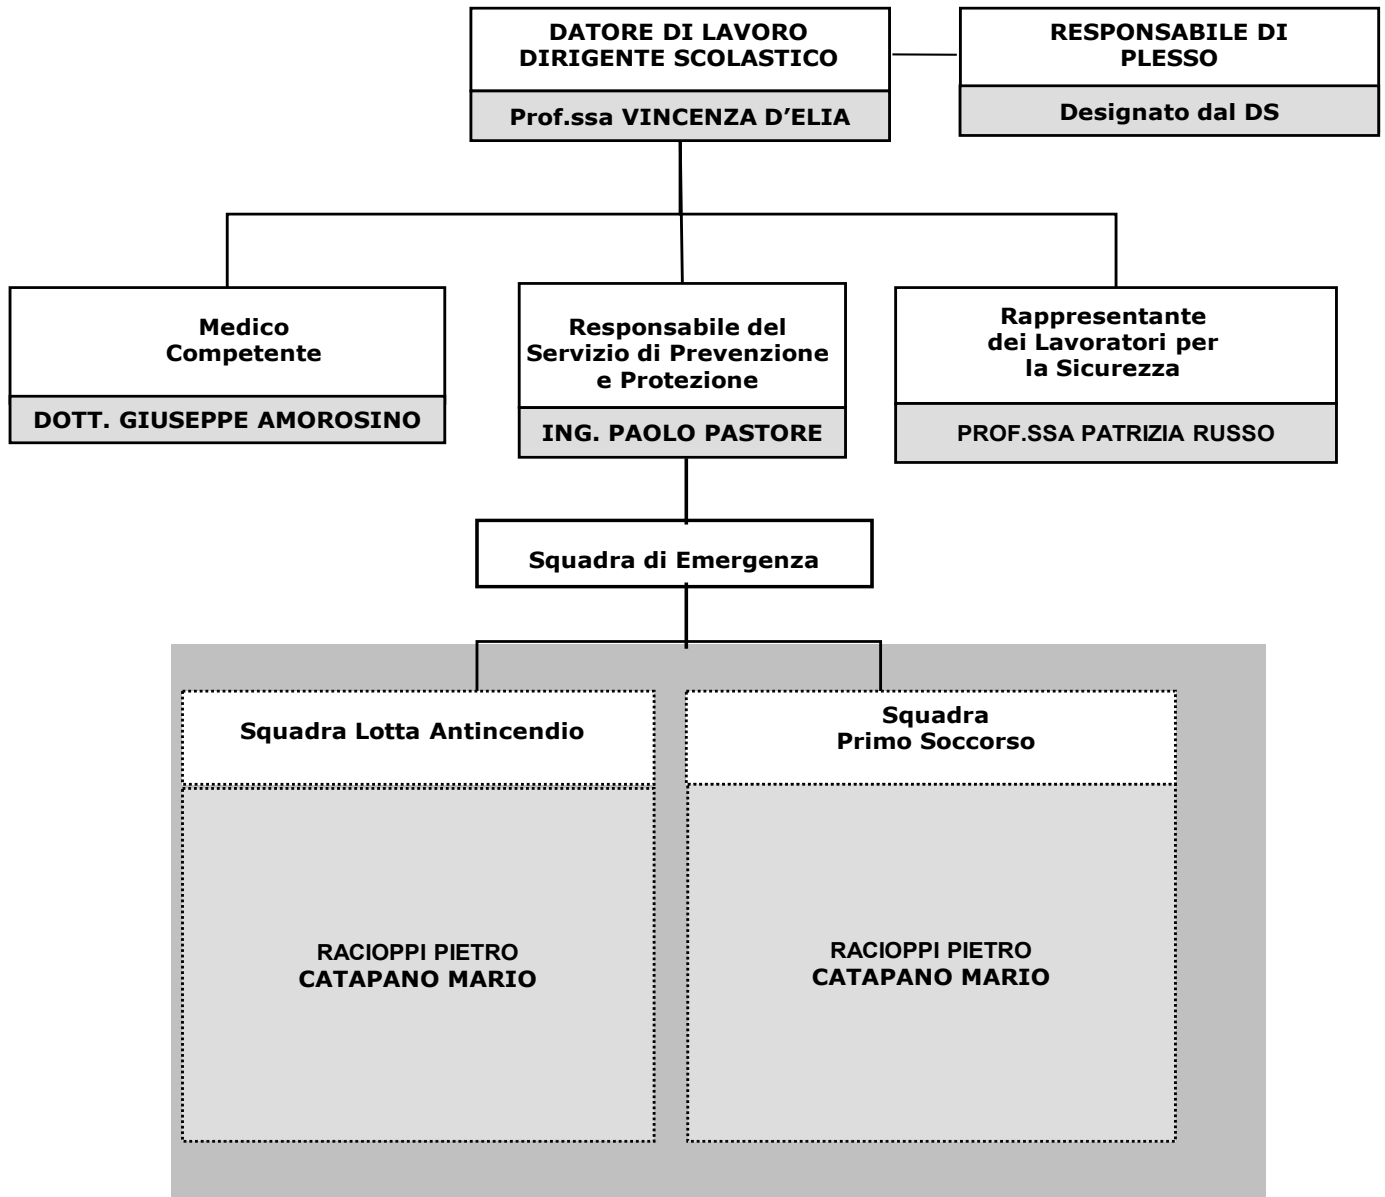 DATORE DI LAVORO
DIRIGENTE SCOLASTICO
Prof.ssa VINCENZA D’ELIA
RESPONSABILE DI
PLESSO
Designato dal DS
Medico
Competente
DOTT. GIUSEPPE AMOROSINO
Responsabile del
Servizio di Prevenzione
e Protezione
ING. PAOLO PASTORE
Rappresentante
dei Lavoratori per
la Sicurezza
PROF.SSA PATRIZIA RUSSO
Squadra di Emergenza
Squadra Lotta Antincendio
RACIOPPI PIETRO
CATAPANO MARIO
Squadra
Primo Soccorso
RACIOPPI PIETRO
CATAPANO MARIO